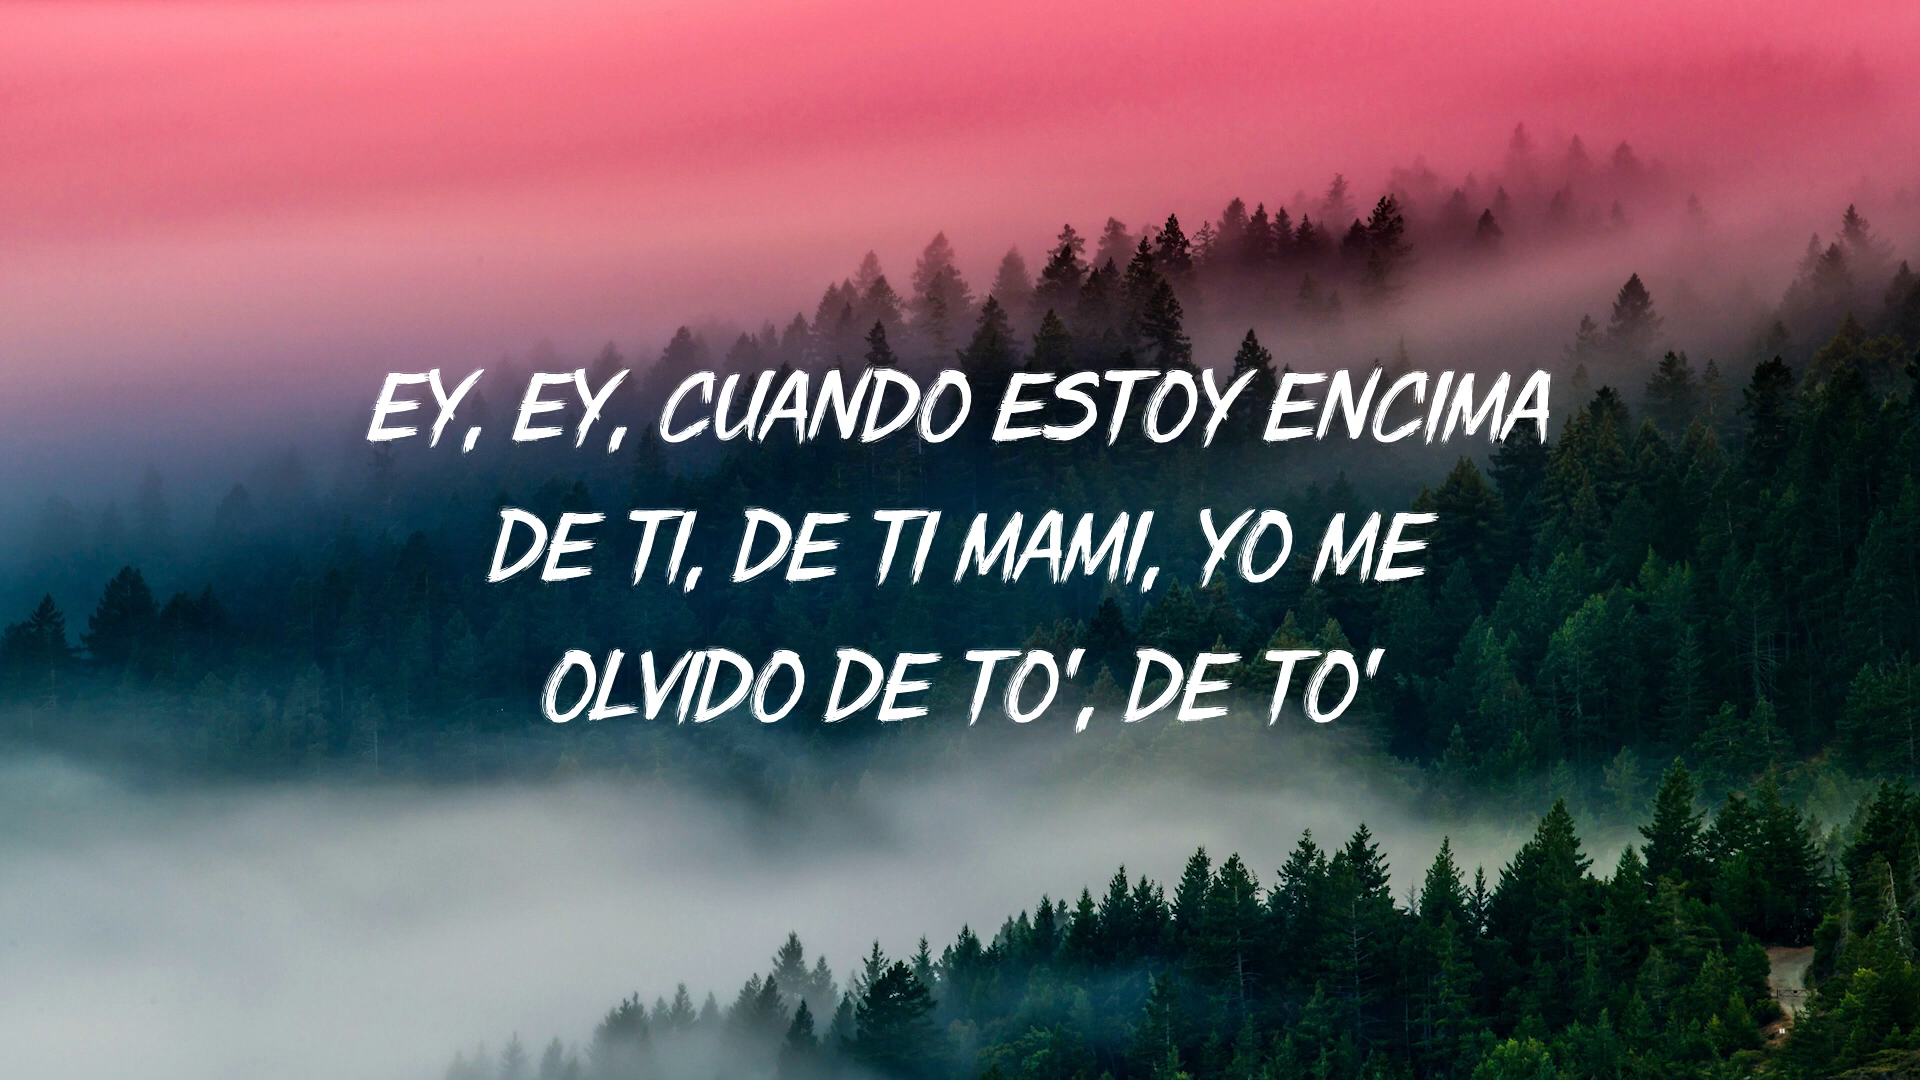 EY, EY, CUANDO ESTOY ENCIMA
DE TI, DE TI MAMI, YO ME
OLVIDO DE TO', DE TO'